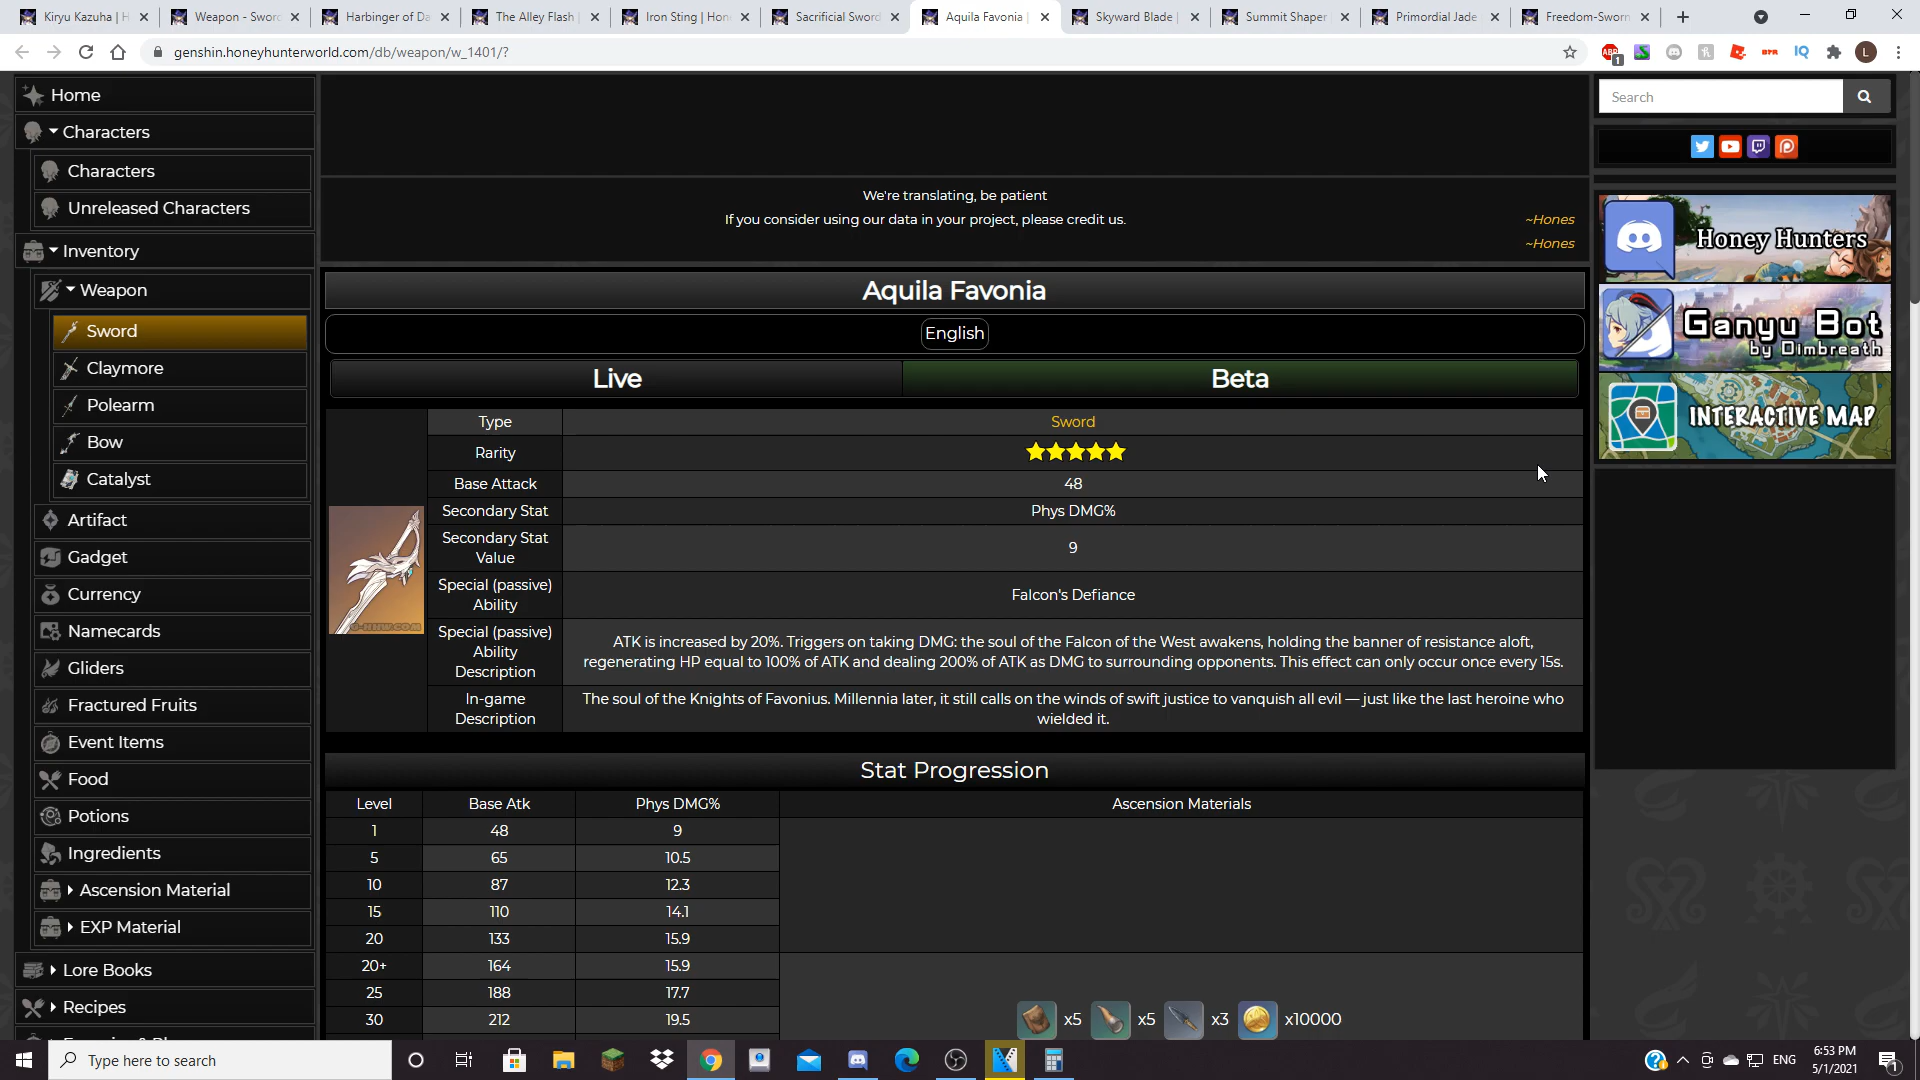 Kiryu Kazuha | H
Weapon - Sword
Harbinger of Da
The Alley Flash |
Iron Sting | Hon
Sacrificial Sword
Aquila Favonia |
Skyward Blade |
Summit Shaper
Primordial Jade
Freedom-Sworn
genshin.honeyhunterworld.com/db/weapon/w_1401/?
ABP
1
BTR
IQ
L
Home
Characters
Characters
Unreleased Characters
Inventory
Weapon
Sword
Claymore
Polearm
Bow
Catalyst
Artifact
Gadget
Currency
Namecards
Gliders
Fractured Fruits
Event Items
Food
Potions
Ingredients
Ascension Material
EXP Material
Lore Books
Recipes
We're translating, be patient
If you consider using our data in your project, please credit us.
~Hones
~Hones
Aquila Favonia
English
Live
Beta
Type
Sword
Rarity
Base Attack
48
Secondary Stat
Phys DMG%
Secondary Stat
Value
9
Special (passive)
Ability
Falcon's Defiance
Special (passive)
Ability
Description
ATK is increased by 20%. Triggers on taking DMG: the soul of the Falcon of the West awakens, holding the banner of resistance aloft,
regenerating HP equal to 100% of ATK and dealing 200% of ATK as DMG to surrounding opponents. This effect can only occur once every 15s.
In-game
Description
The soul of the Knights of Favonius. Millennia later, it still calls on the winds of swift justice to vanquish all evil — just like the last heroine who
wielded it.
G-HHW.COM
Stat Progression
Level Base Atk Phys DMG% Ascension Materials
1 48 9
5 65 10.5
10 87 12.3
15 110 14.1
20 133 15.9
20+ 164 15.9
25 188 17.7
30 212 19.5
x5 x5 x3 x10000
Search
Honey Hunters
Ganyu Bot
by Dimbreath
INTERACTIVE MAP
Type here to search
ENG
6:53 PM
5/1/2021
1